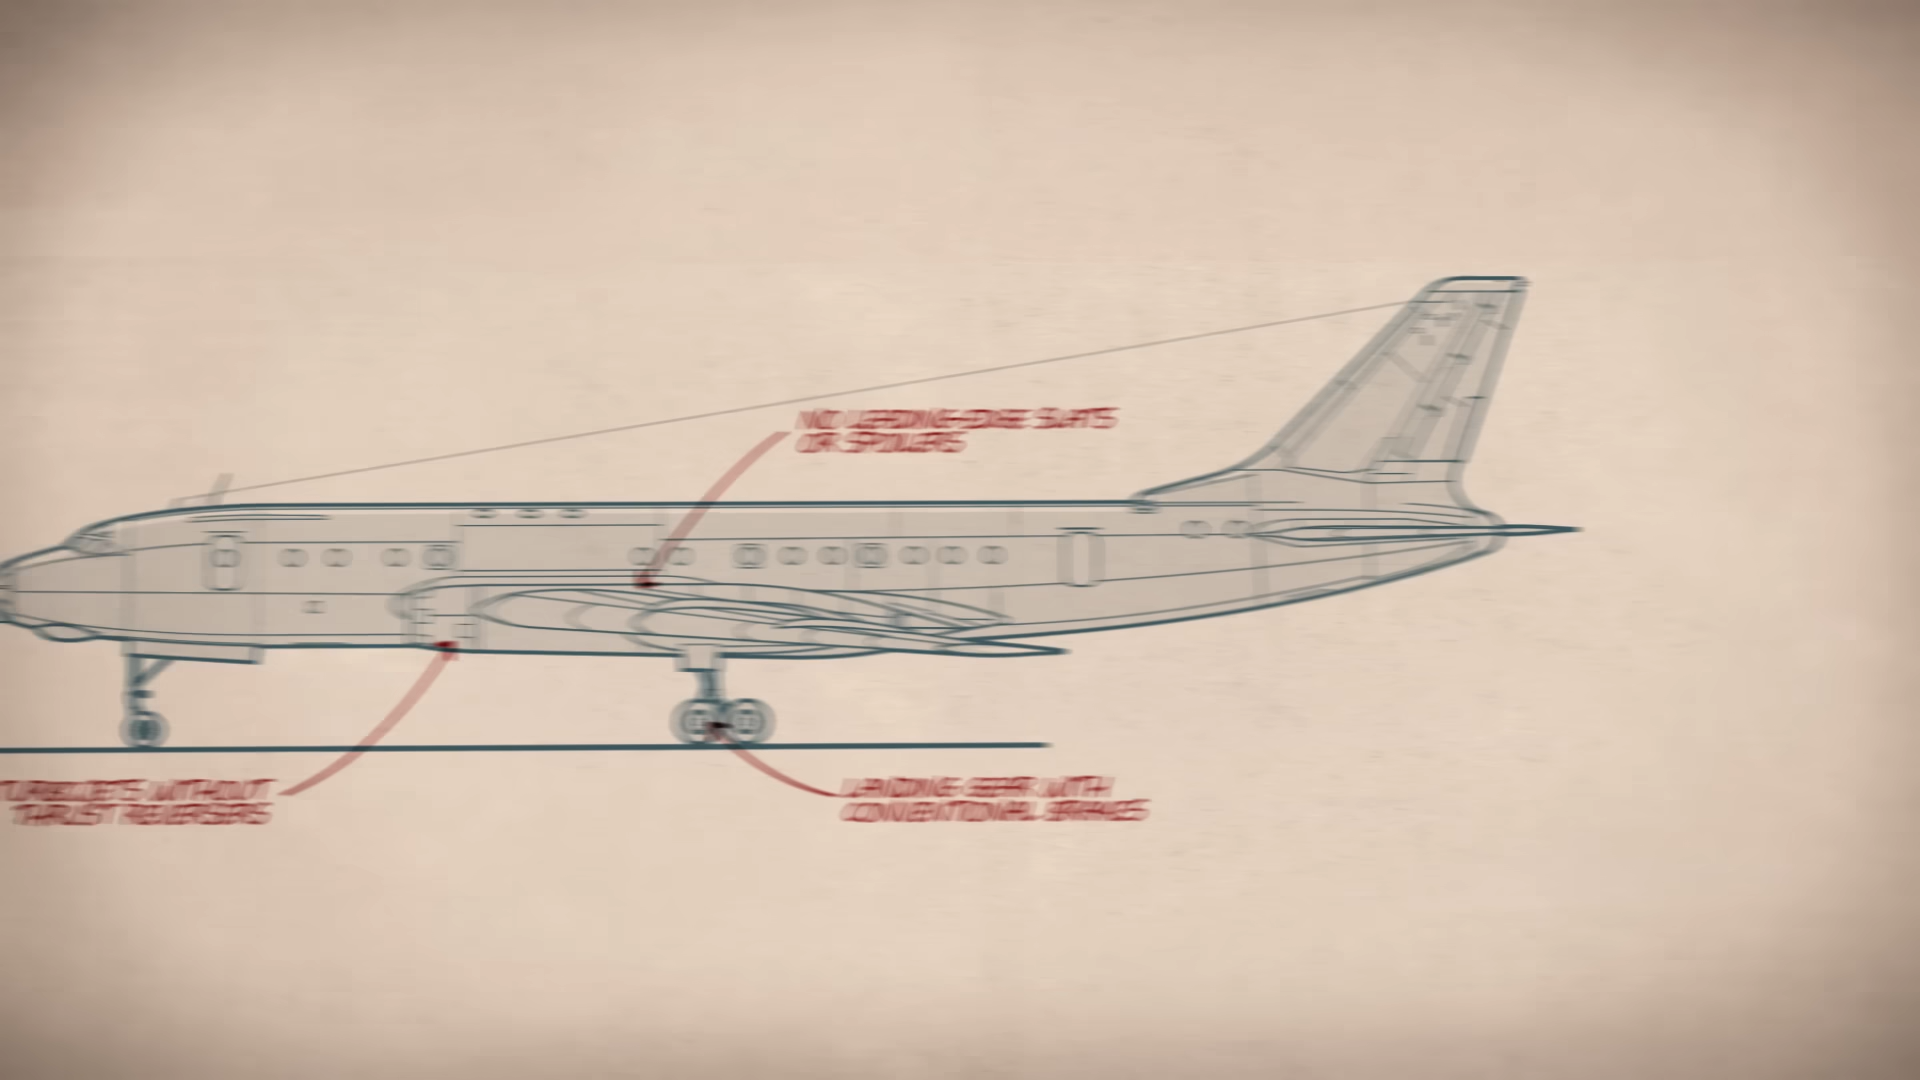 NO LEADING-EDGE SLATS
OR SPOILERS
TURBOJETS WITHOUT
THRUST REVERSERS
LANDING GEAR WITH
CONVENTIONAL BRAKES